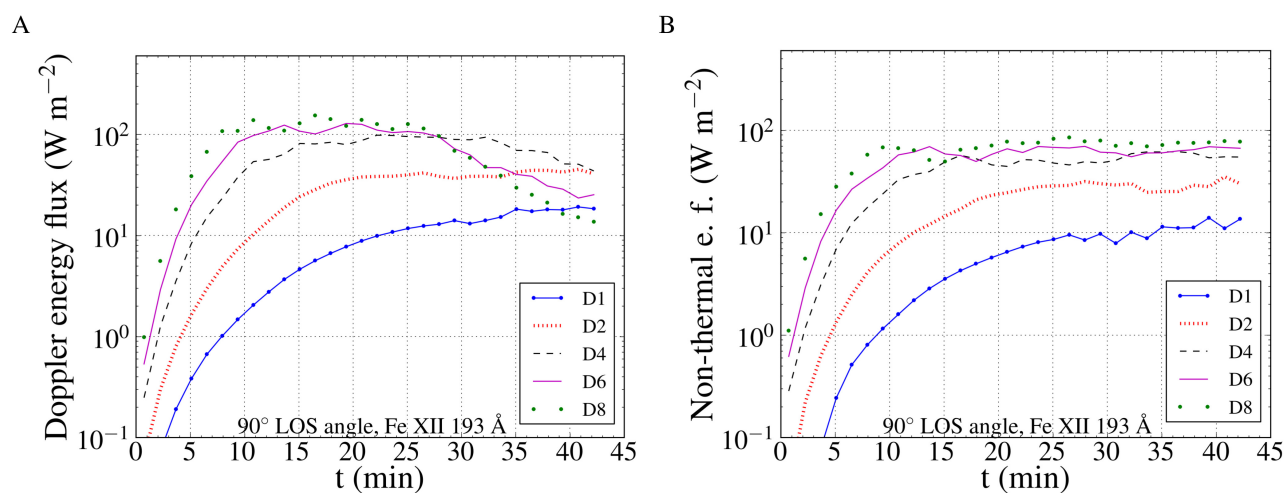 A
Doppler energy flux (W m−2)
10^2
10^1
10^0
10^−1
0 5 10 15 20 25 30 35 40 45
t (min)
90° LOS angle, Fe XII 193 Å
D1
D2
D4
D6
D8
B
Non-thermal e. f. (W m−2)
10^2
10^1
10^0
10^−1
0 5 10 15 20 25 30 35 40 45
t (min)
90° LOS angle, Fe XII 193 Å
D1
D2
D4
D6
D8